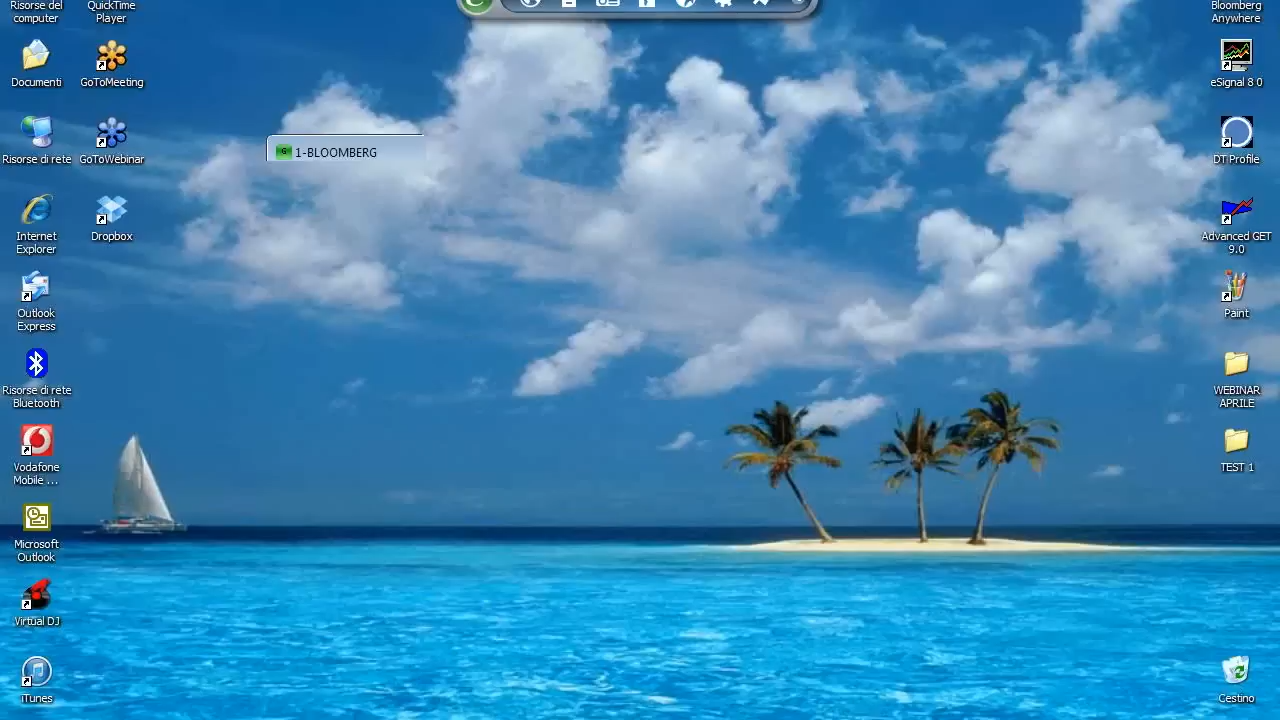 Risorse del
computer
QuickTime
Player
Documenti
GoToMeeting
Risorse di rete
GoToWebinar
Internet
Explorer
Dropbox
Outlook
Express
Risorse di rete
Bluetooth
Vodafone
Mobile ...
Microsoft
Outlook
Virtual DJ
iTunes
1-BLOOMBERG
Bloomberg
Anywhere
eSignal 8 0
DT Profile
Advanced GET
9.0
Paint
WEBINAR
APRILE
TEST 1
Cestino